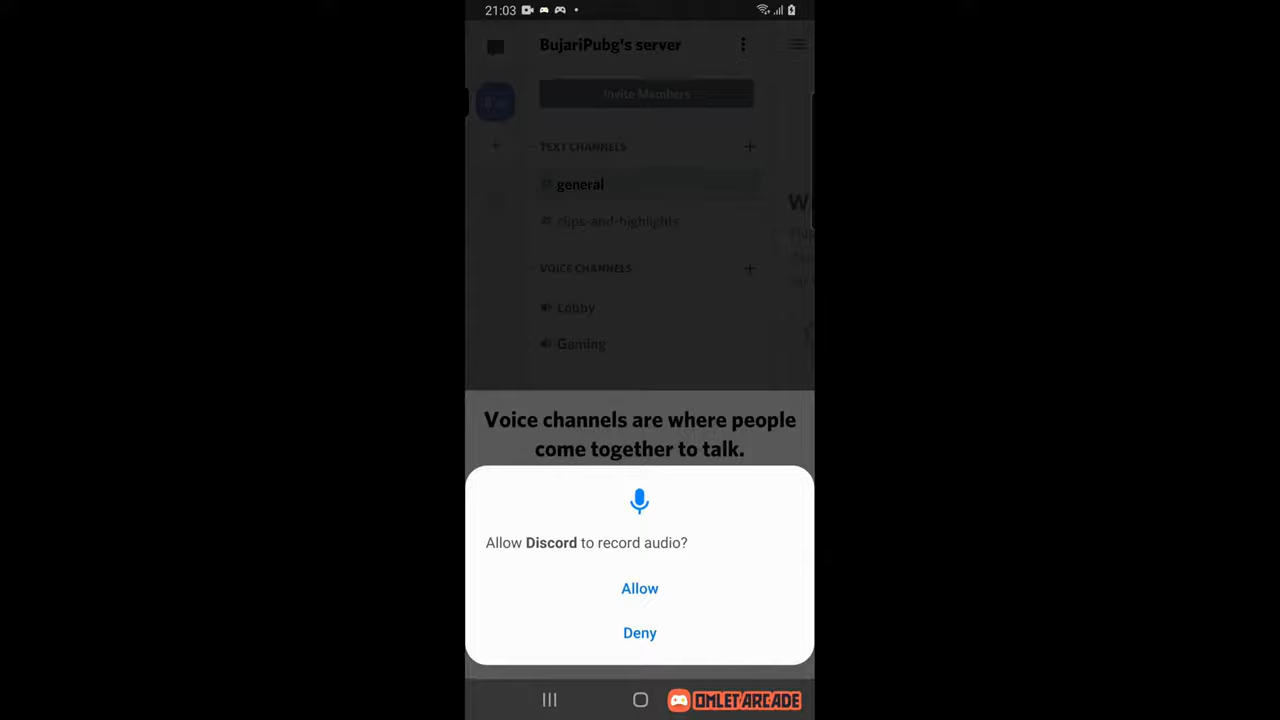 21:03
BujariPubg's server
Invite Members
TEXT CHANNELS
general
clips-and-highlights
VOICE CHANNELS
Lobby
Gaming
Voice channels are where people
come together to talk.
Allow Discord to record audio?
Allow
Deny
OMLET ARCADE